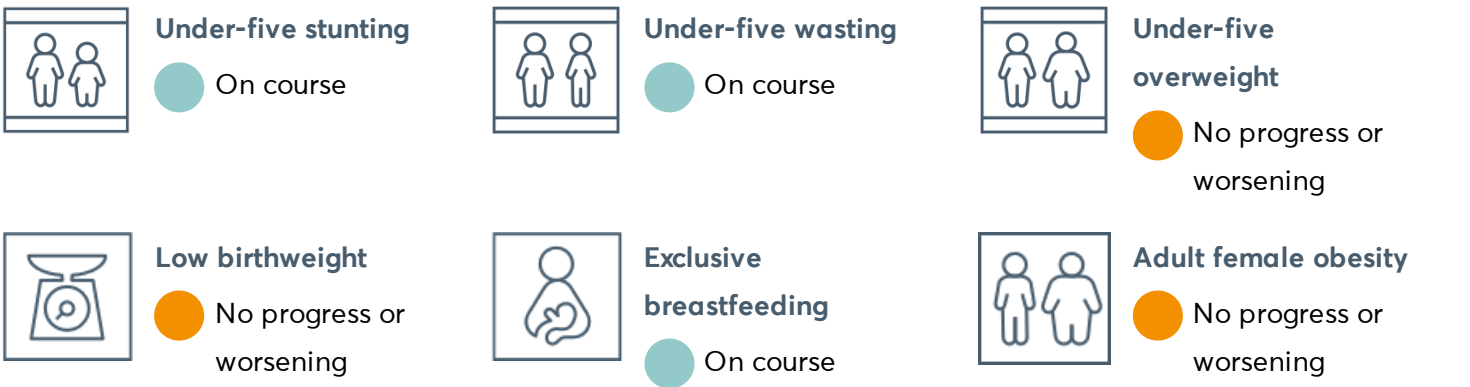 Under-five stunting
On course
Under-five wasting
On course
Under-five
overweight
No progress or
worsening
Low birthweight
No progress or
worsening
Exclusive
breastfeeding
On course
Adult female obesity
No progress or
worsening